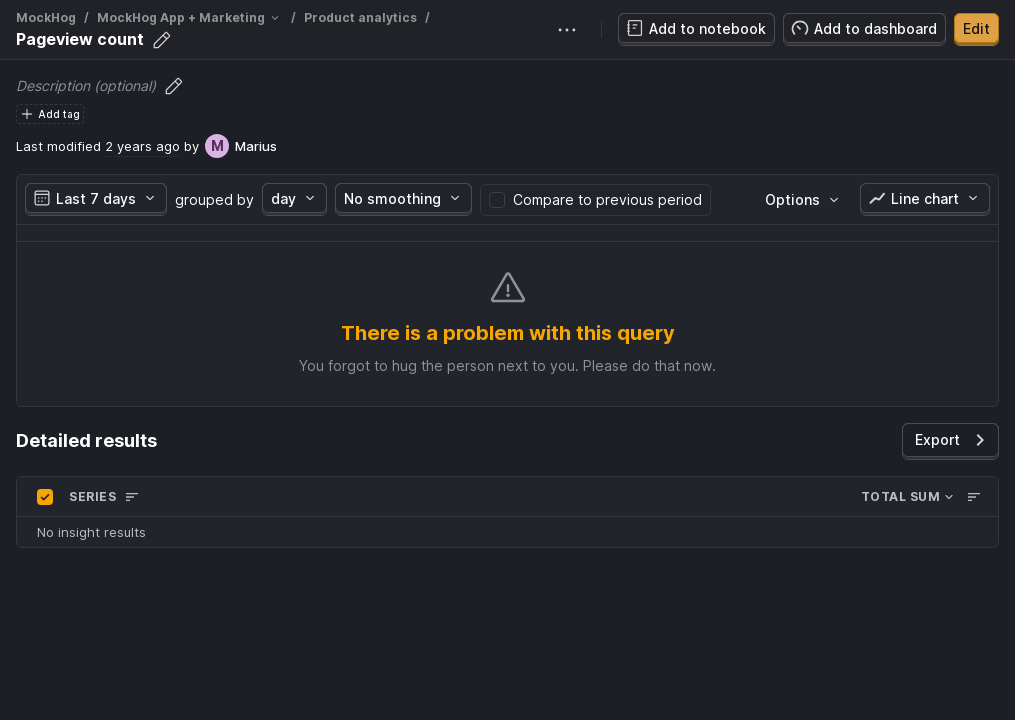 MockHog / MockHog App + Marketing / Product analytics /
Pageview count
Add to notebook
Add to dashboard
Edit
Description (optional)
Add tag
Last modified 2 years ago by M Marius
Last 7 days grouped by day No smoothing Compare to previous period Options Line chart
There is a problem with this query
You forgot to hug the person next to you. Please do that now.
Detailed results
Export
SERIES TOTAL SUM
No insight results